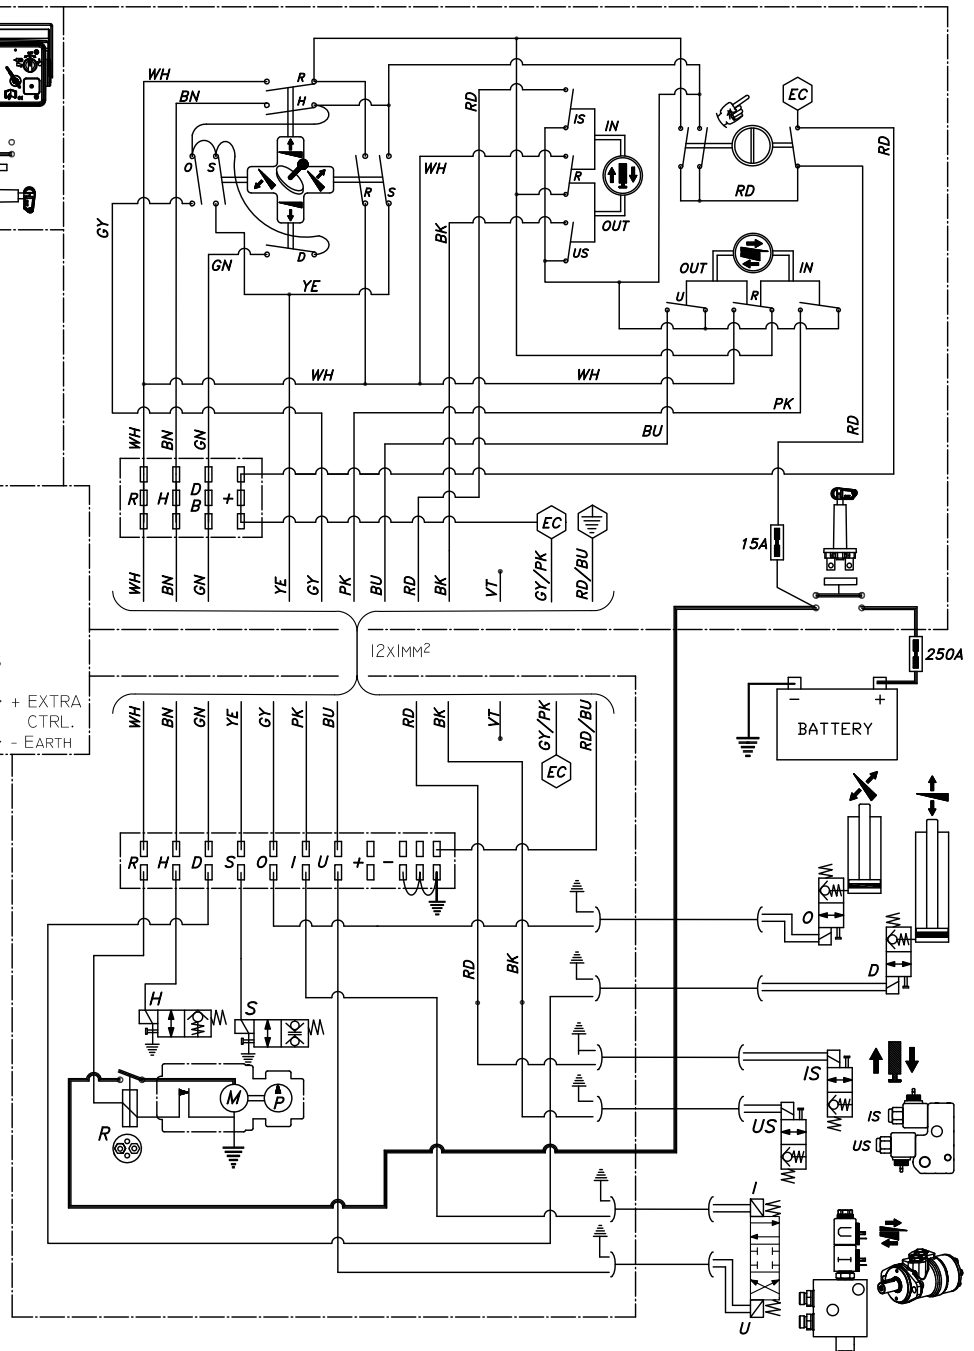 WH
R
BN
H
O
S
R
S
GY
GN
D
YE
RD
WH
BK
IS
IN
R
OUT
US
EC
RD
RD
OUT
IN
U
R
WH
WH
PK
BU
RD
WH
BN
GN
R
H
D
B
+
EC
15A
WH
BN
GN
YE
GY
PK
BU
RD
BK
VT
GY/PK
RD/BU
12x1MM²
250A
+ EXTRA
CTRL.
- EARTH
- +
BATTERY
WH
BN
GN
YE
GY
PK
BU
RD
BK
VT
GY/PK
RD/BU
EC
R
H
D
S
O
I
U
+
-
O
D
RD
BK
H
S
M
P
R
IS
US
IS
US
I
U
U
I